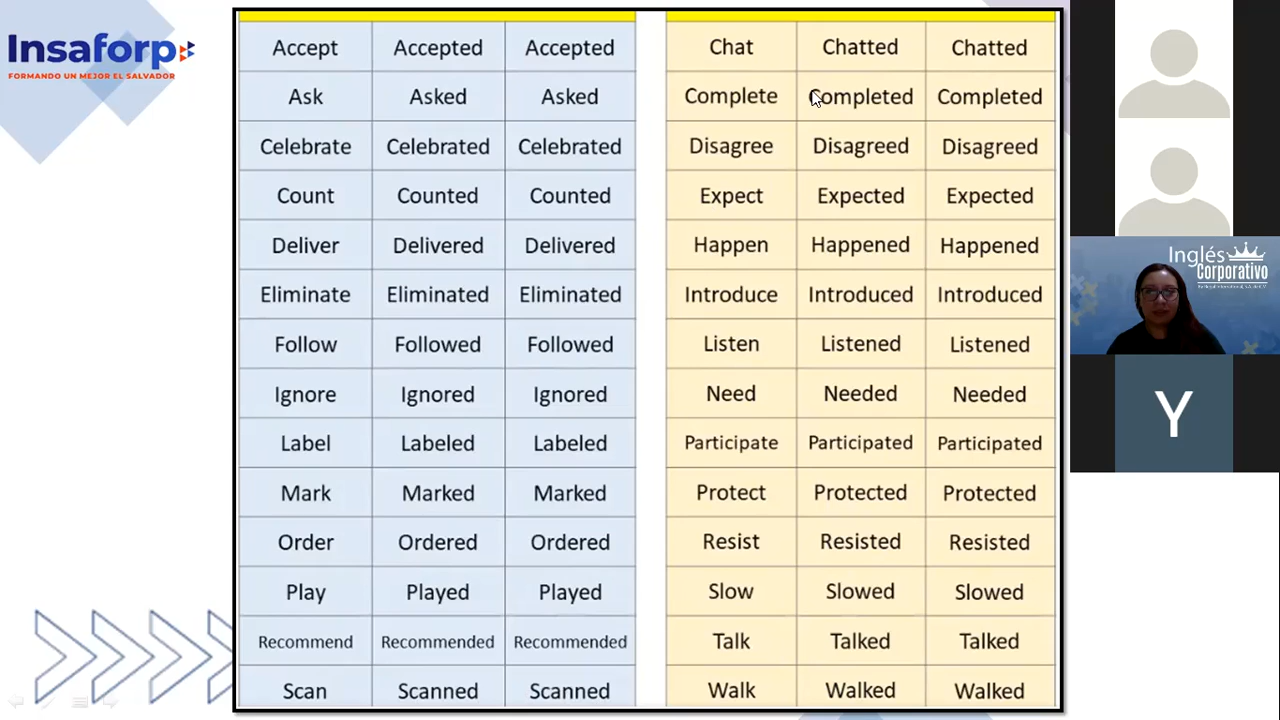 Insaforp
FORMANDO UN MEJOR EL SALVADOR
Accept Accepted Accepted
Ask Asked Asked
Celebrate Celebrated Celebrated
Count Counted Counted
Deliver Delivered Delivered
Eliminate Eliminated Eliminated
Follow Followed Followed
Ignore Ignored Ignored
Label Labeled Labeled
Mark Marked Marked
Order Ordered Ordered
Play Played Played
Recommend Recommended Recommended
Scan Scanned Scanned
Chat Chatted Chatted
Complete Completed Completed
Disagree Disagreed Disagreed
Expect Expected Expected
Happen Happened Happened
Introduce Introduced Introduced
Listen Listened Listened
Need Needed Needed
Participate Participated Participated
Protect Protected Protected
Resist Resisted Resisted
Slow Slowed Slowed
Talk Talked Talked
Walk Walked Walked
Inglés
Corporativo
Y